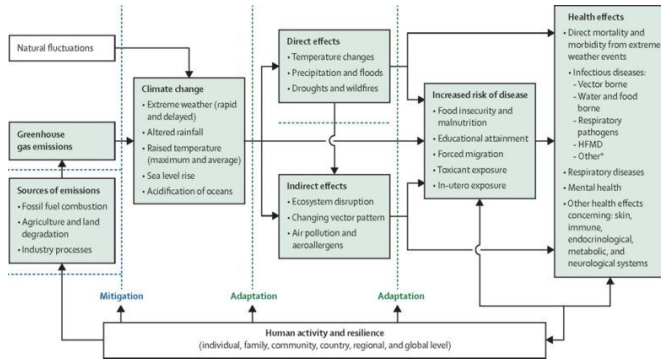 Natural fluctuations
Greenhouse
gas emissions
Sources of emissions
• Fossil fuel combustion
• Agriculture and land
degradation
• Industry processes
Climate change
• Extreme weather (rapid
and delayed)
• Altered rainfall
• Raised temperature
(maximum and average)
• Sea level rise
• Acidification of oceans
Direct effects
• Temperature changes
• Precipitation and floods
• Droughts and wildfires
Indirect effects
• Ecosystem disruption
• Changing vector pattern
• Air pollution and
aeroallergens
Increased risk of disease
• Food insecurity and
malnutrition
• Educational attainment
• Forced migration
• Toxicant exposure
• In-utero exposure
Health effects
• Direct mortality and
morbidity from extreme
weather events
• Infectious diseases:
- Vector borne
- Water and food
borne
- Respiratory
pathogens
- HFMD
- Other*
• Respiratory diseases
• Mental health
• Other health effects
concerning: skin,
immune,
endocrinological,
metabolic, and
neurological systems
Mitigation
Adaptation
Adaptation
Human activity and resilience
(individual, family, community, country, regional, and global level)